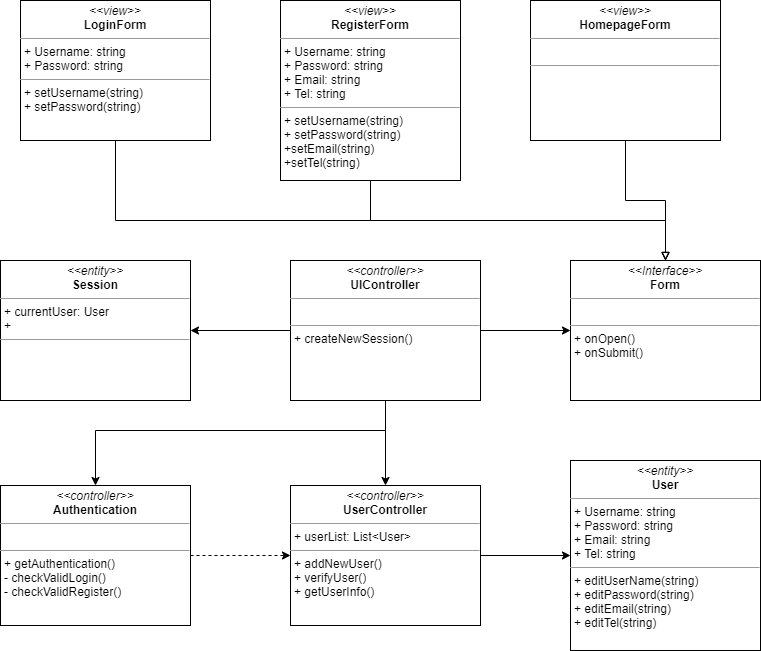 <<view>>
LoginForm
+ Username: string
+ Password: string
+ setUsername(string)
+ setPassword(string)
<<view>>
RegisterForm
+ Username: string
+ Password: string
+ Email: string
+ Tel: string
+ setUsername(string)
+ setPassword(string)
+setEmail(string)
+setTel(string)
<<view>>
HomepageForm
<<entity>>
Session
+ currentUser: User
+
<<controller>>
UIController
+ createNewSession()
<<Interface>>
Form
+ onOpen()
+ onSubmit()
<<controller>>
Authentication
+ getAuthentication()
- checkValidLogin()
- checkValidRegister()
<<controller>>
UserController
+ userList: List<User>
+ addNewUser()
+ verifyUser()
+ getUserInfo()
<<entity>>
User
+ Username: string
+ Password: string
+ Email: string
+ Tel: string
+ editUserName(string)
+ editPassword(string)
+ editEmail(string)
+ editTel(string)